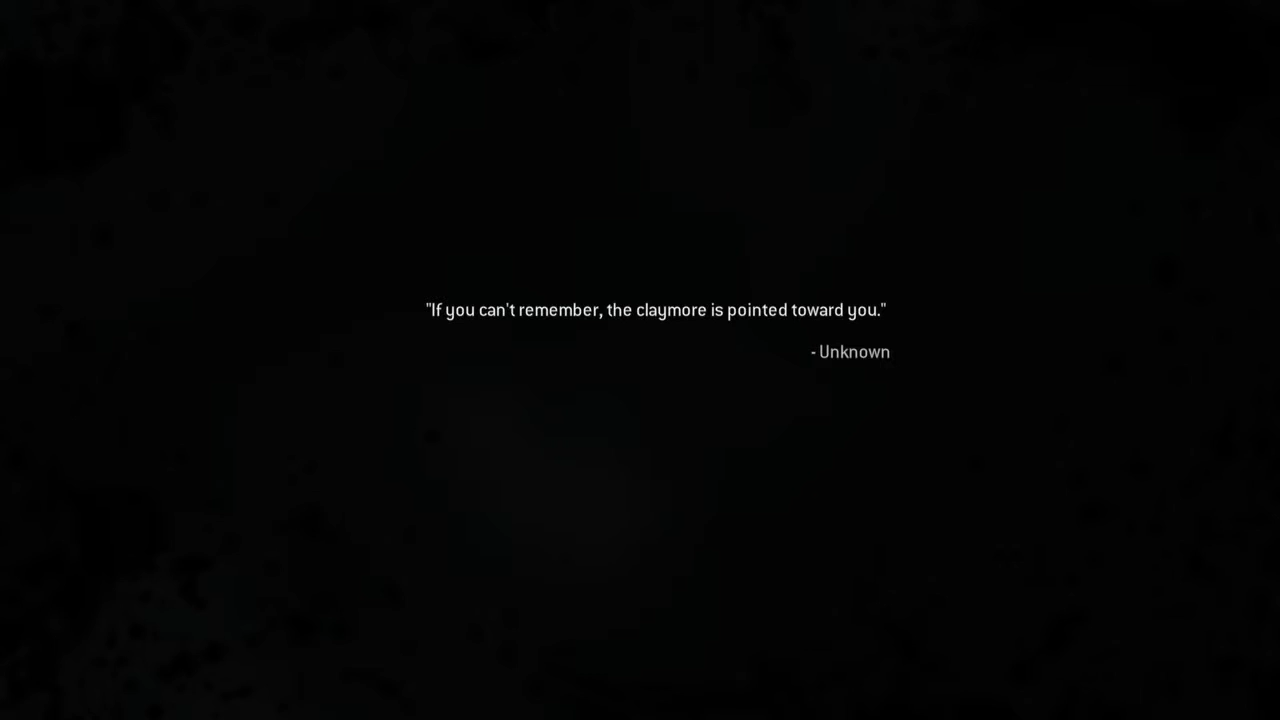 "If you can't remember, the claymore is pointed toward you."
- Unknown